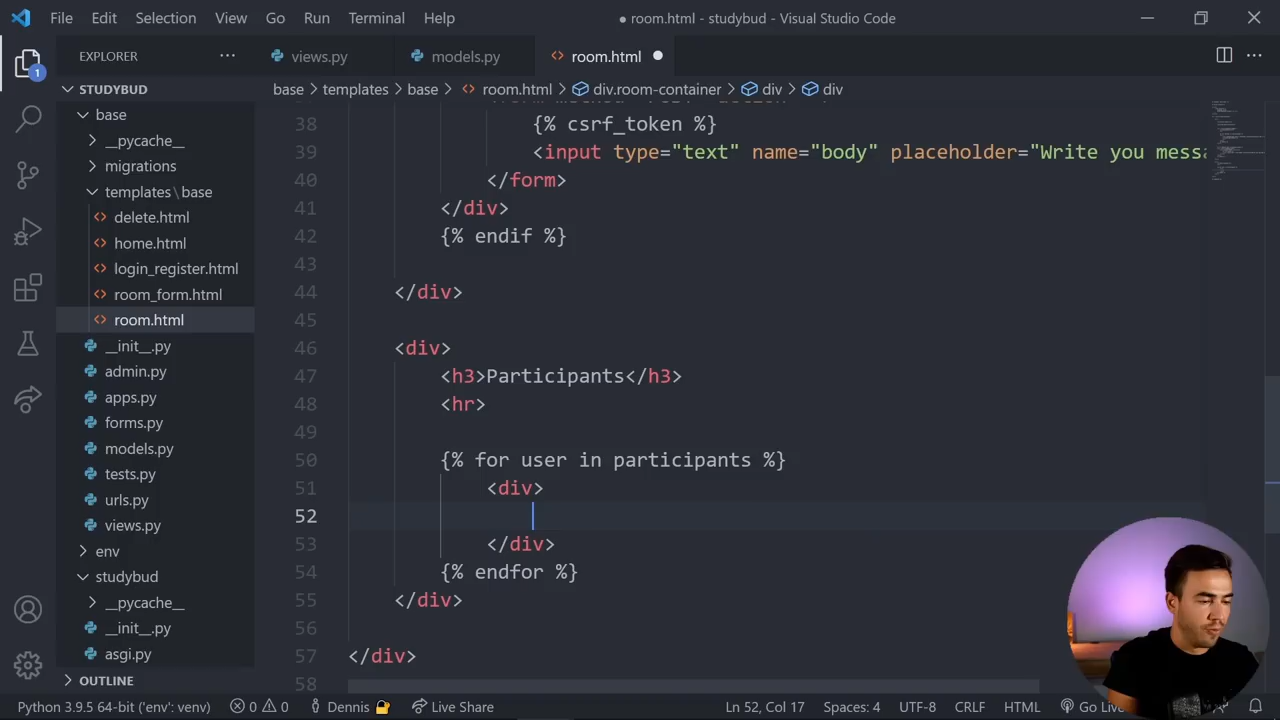 File Edit Selection View Go Run Terminal Help
● room.html - studybud - Visual Studio Code
EXPLORER
views.py
models.py
room.html
STUDYBUD
base > templates > base > room.html > div.room-container > div > div
1
base
__pycache__
migrations
templates\base
delete.html
home.html
login_register.html
room_form.html
room.html
__init__.py
admin.py
apps.py
forms.py
models.py
tests.py
urls.py
views.py
env
studybud
__pycache__
__init__.py
asgi.py
OUTLINE
38 {% csrf_token %}
39 <input type="text" name="body" placeholder="Write you messa
40 </form>
41 </div>
42 {% endif %}
43
44 </div>
45
46 <div>
47 <h3>Participants</h3>
48 <hr>
49
50 {% for user in participants %}
51 <div>
52
53 </div>
54 {% endfor %}
55 </div>
56
57 </div>
58
Python 3.9.5 64-bit ('env': venv) 0 0 Dennis Live Share Ln 52, Col 17 Spaces: 4 UTF-8 CRLF HTML Go Live